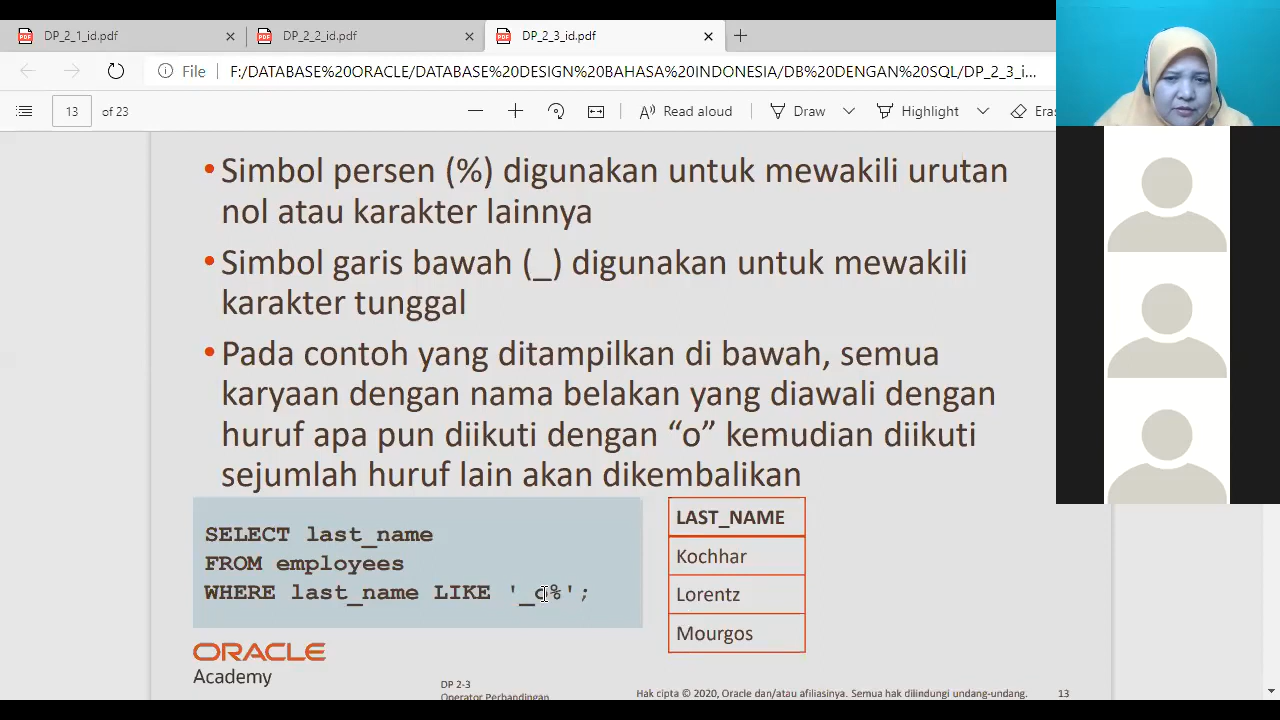 DP_2_1_id.pdf
DP_2_2_id.pdf
DP_2_3_id.pdf
File
F:/DATABASE%20ORACLE/DATABASE%20DESIGN%20BAHASA%20INDONESIA/DB%20DENGAN%20SQL/DP_2_3_i...
13 of 23
Read aloud
Draw
Highlight
Eras
•Simbol persen (%) digunakan untuk mewakili urutan
nol atau karakter lainnya
•Simbol garis bawah (_) digunakan untuk mewakili
karakter tunggal
•Pada contoh yang ditampilkan di bawah, semua
karyaan dengan nama belakan yang diawali dengan
huruf apa pun diikuti dengan “o” kemudian diikuti
sejumlah huruf lain akan dikembalikan
SELECT last_name
FROM employees
WHERE last_name LIKE '_o%';
LAST_NAME
Kochhar
Lorentz
Mourgos
ORACLE
Academy
DP 2-3
Operator Perbandingan
Hak cipta © 2020, Oracle dan/atau afiliasinya. Semua hak dilindungi undang-undang.
13